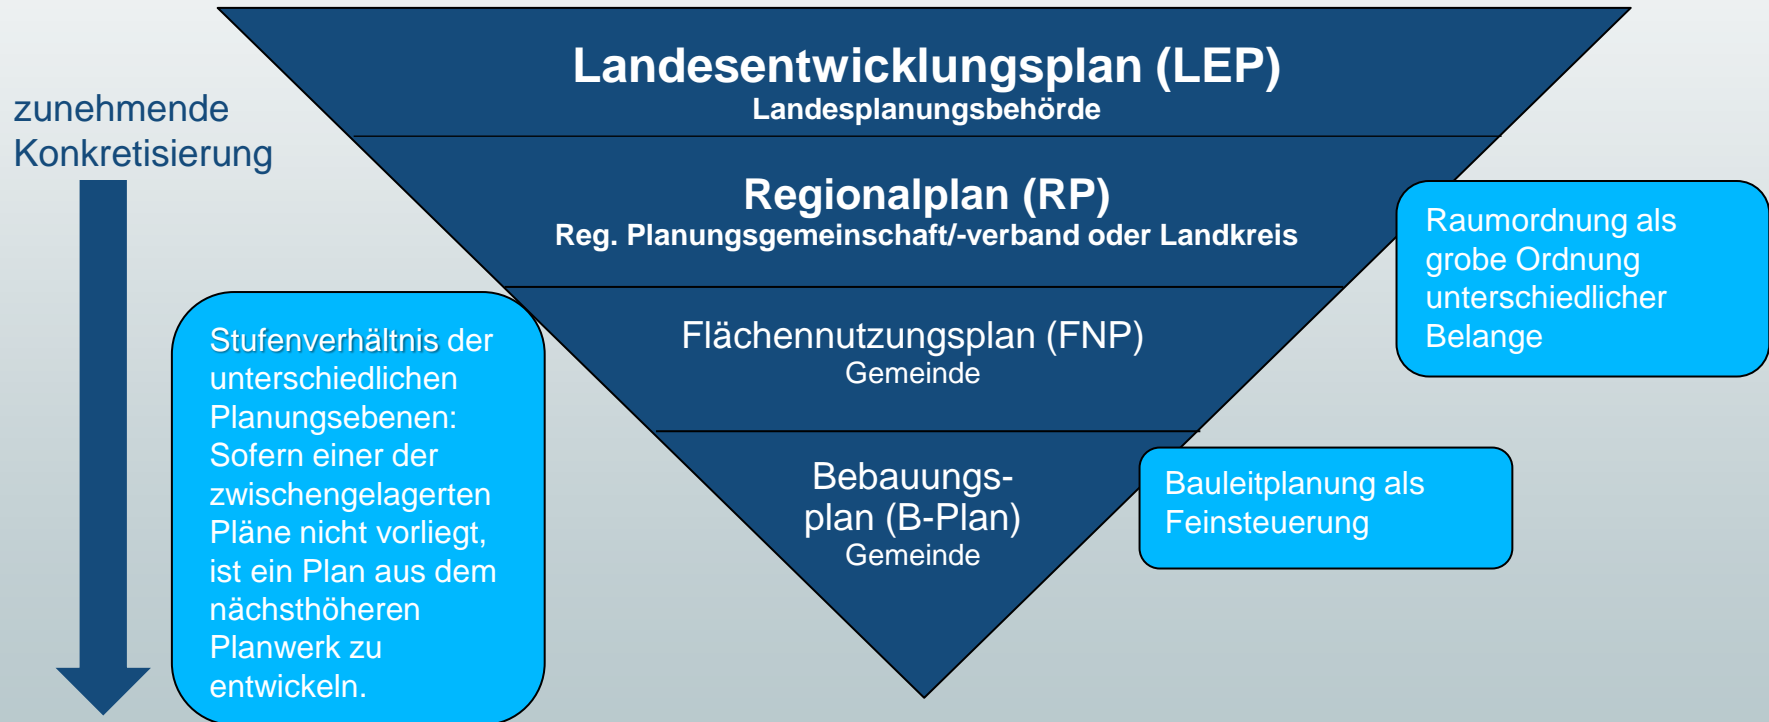 Landesentwicklungsplan (LEP)
Landesplanungsbehörde
zunehmende
Konkretisierung
Regionalplan (RP)
Reg. Planungsgemeinschaft/-verband oder Landkreis
Raumordnung als
grobe Ordnung
unterschiedlicher
Belange
Flächennutzungsplan (FNP)
Gemeinde
Stufenverhältnis der
unterschiedlichen
Planungsebenen:
Sofern einer der
zwischengelagerten
Pläne nicht vorliegt,
ist ein Plan aus dem
nächsthöheren
Planwerk zu
entwickeln.
Bebauungs-
plan (B-Plan)
Gemeinde
Bauleitplanung als
Feinsteuerung